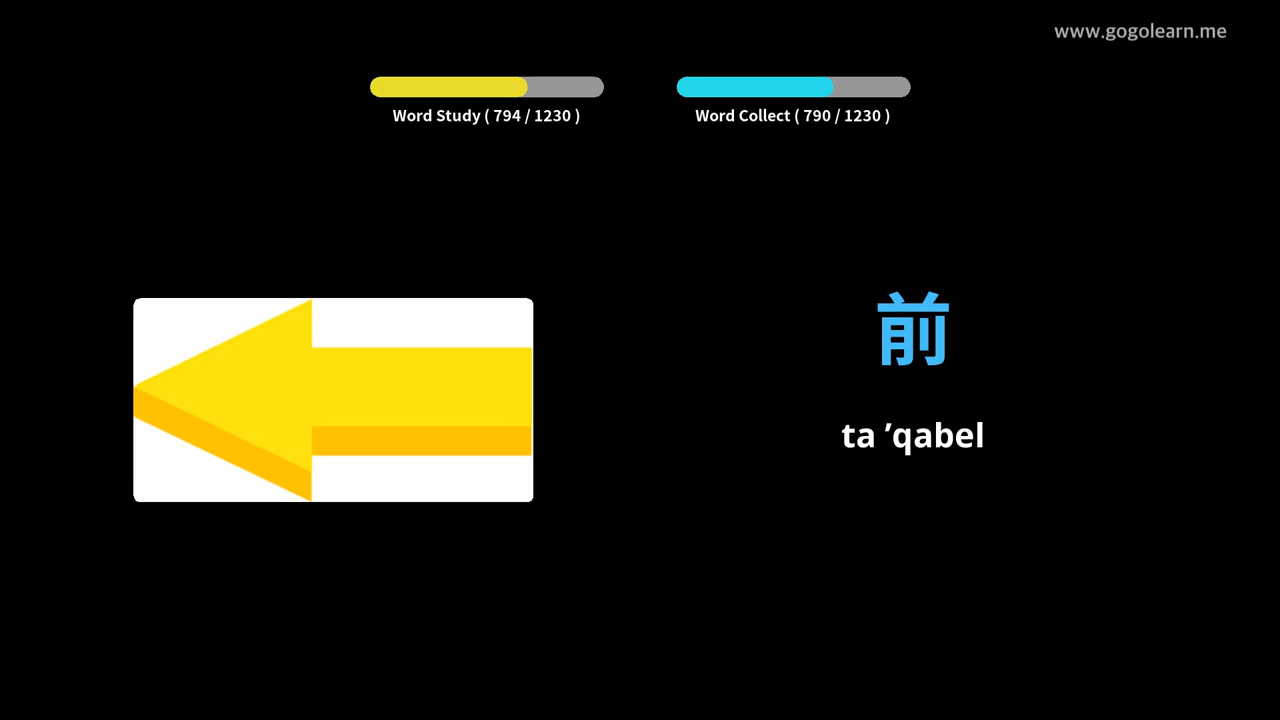 www.gogolearn.me
Word Study ( 794 / 1230 )
Word Collect ( 790 / 1230 )
前
ta ’qabel